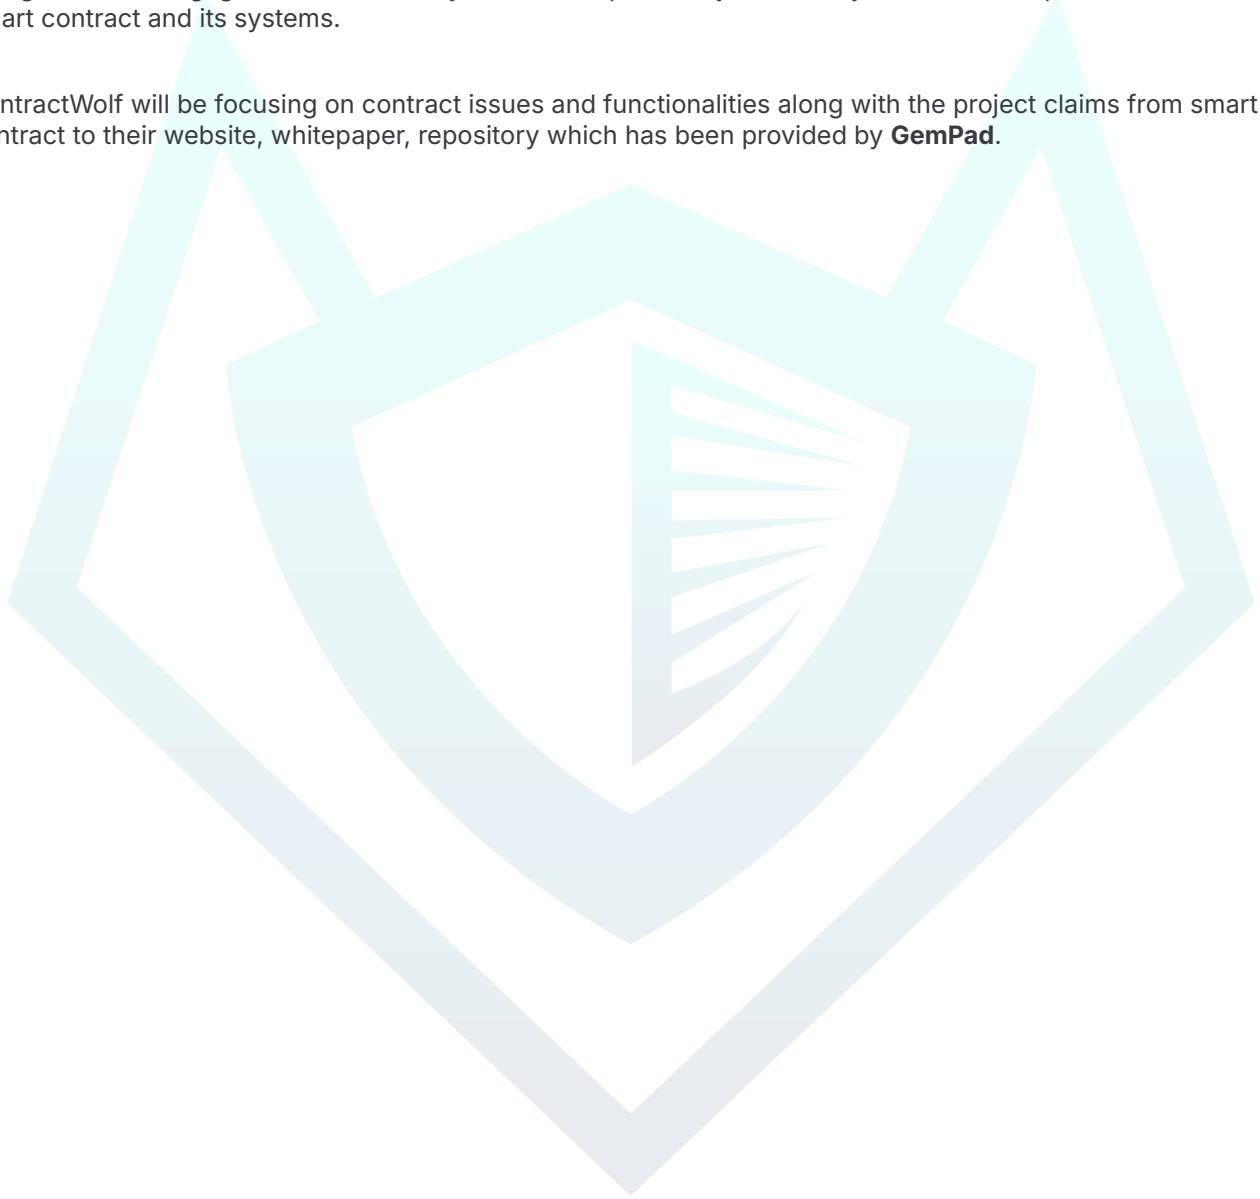 art contract and its systems.
ntractWolf will be focusing on contract issues and functionalities along with the project claims from smart
ntract to their website, whitepaper, repository which has been provided by GemPad.